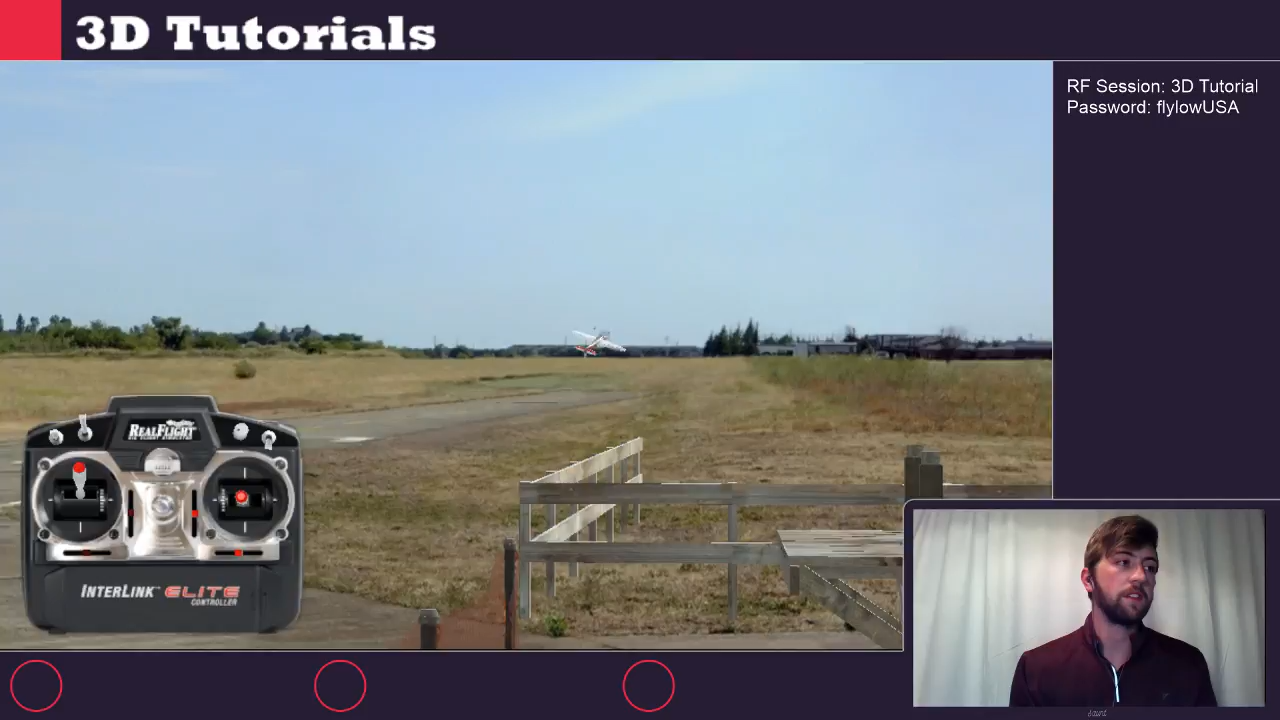 3D Tutorials
RF Session: 3D Tutorial
Password: flylowUSA
REALFLIGHT
INTERLINK ELITE
CONTROLLER